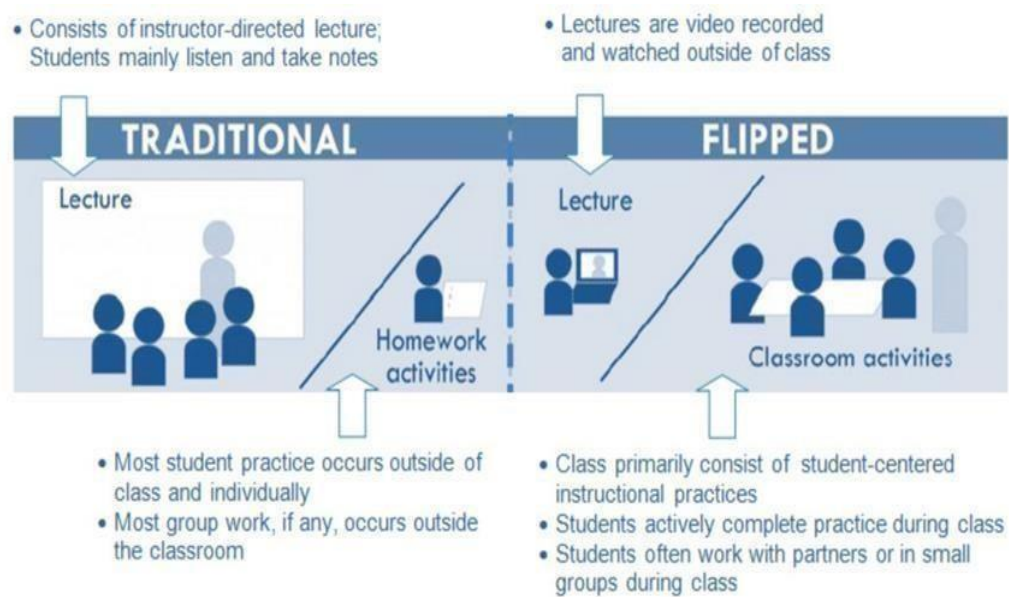 • Consists of instructor-directed lecture;
Students mainly listen and take notes
• Lectures are video recorded
and watched outside of class
TRADITIONAL
FLIPPED
Lecture
Homework
activities
Lecture
Classroom activities
• Most student practice occurs outside of
class and individually
• Most group work, if any, occurs outside
the classroom
• Class primarily consist of student-centered
instructional practices
• Students actively complete practice during class
• Students often work with partners or in small
groups during class